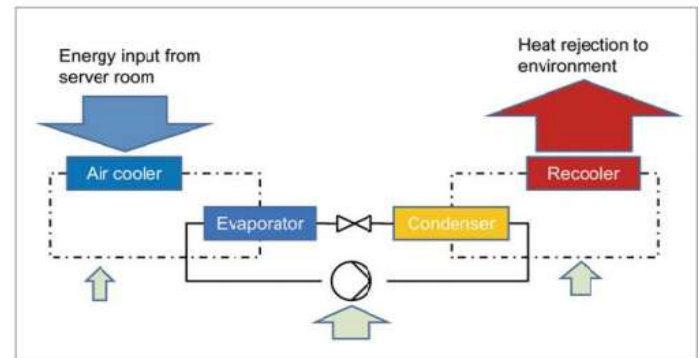 Energy input from
server room
Heat rejection to
environment
Air cooler
Recooler
Evaporator
Condenser